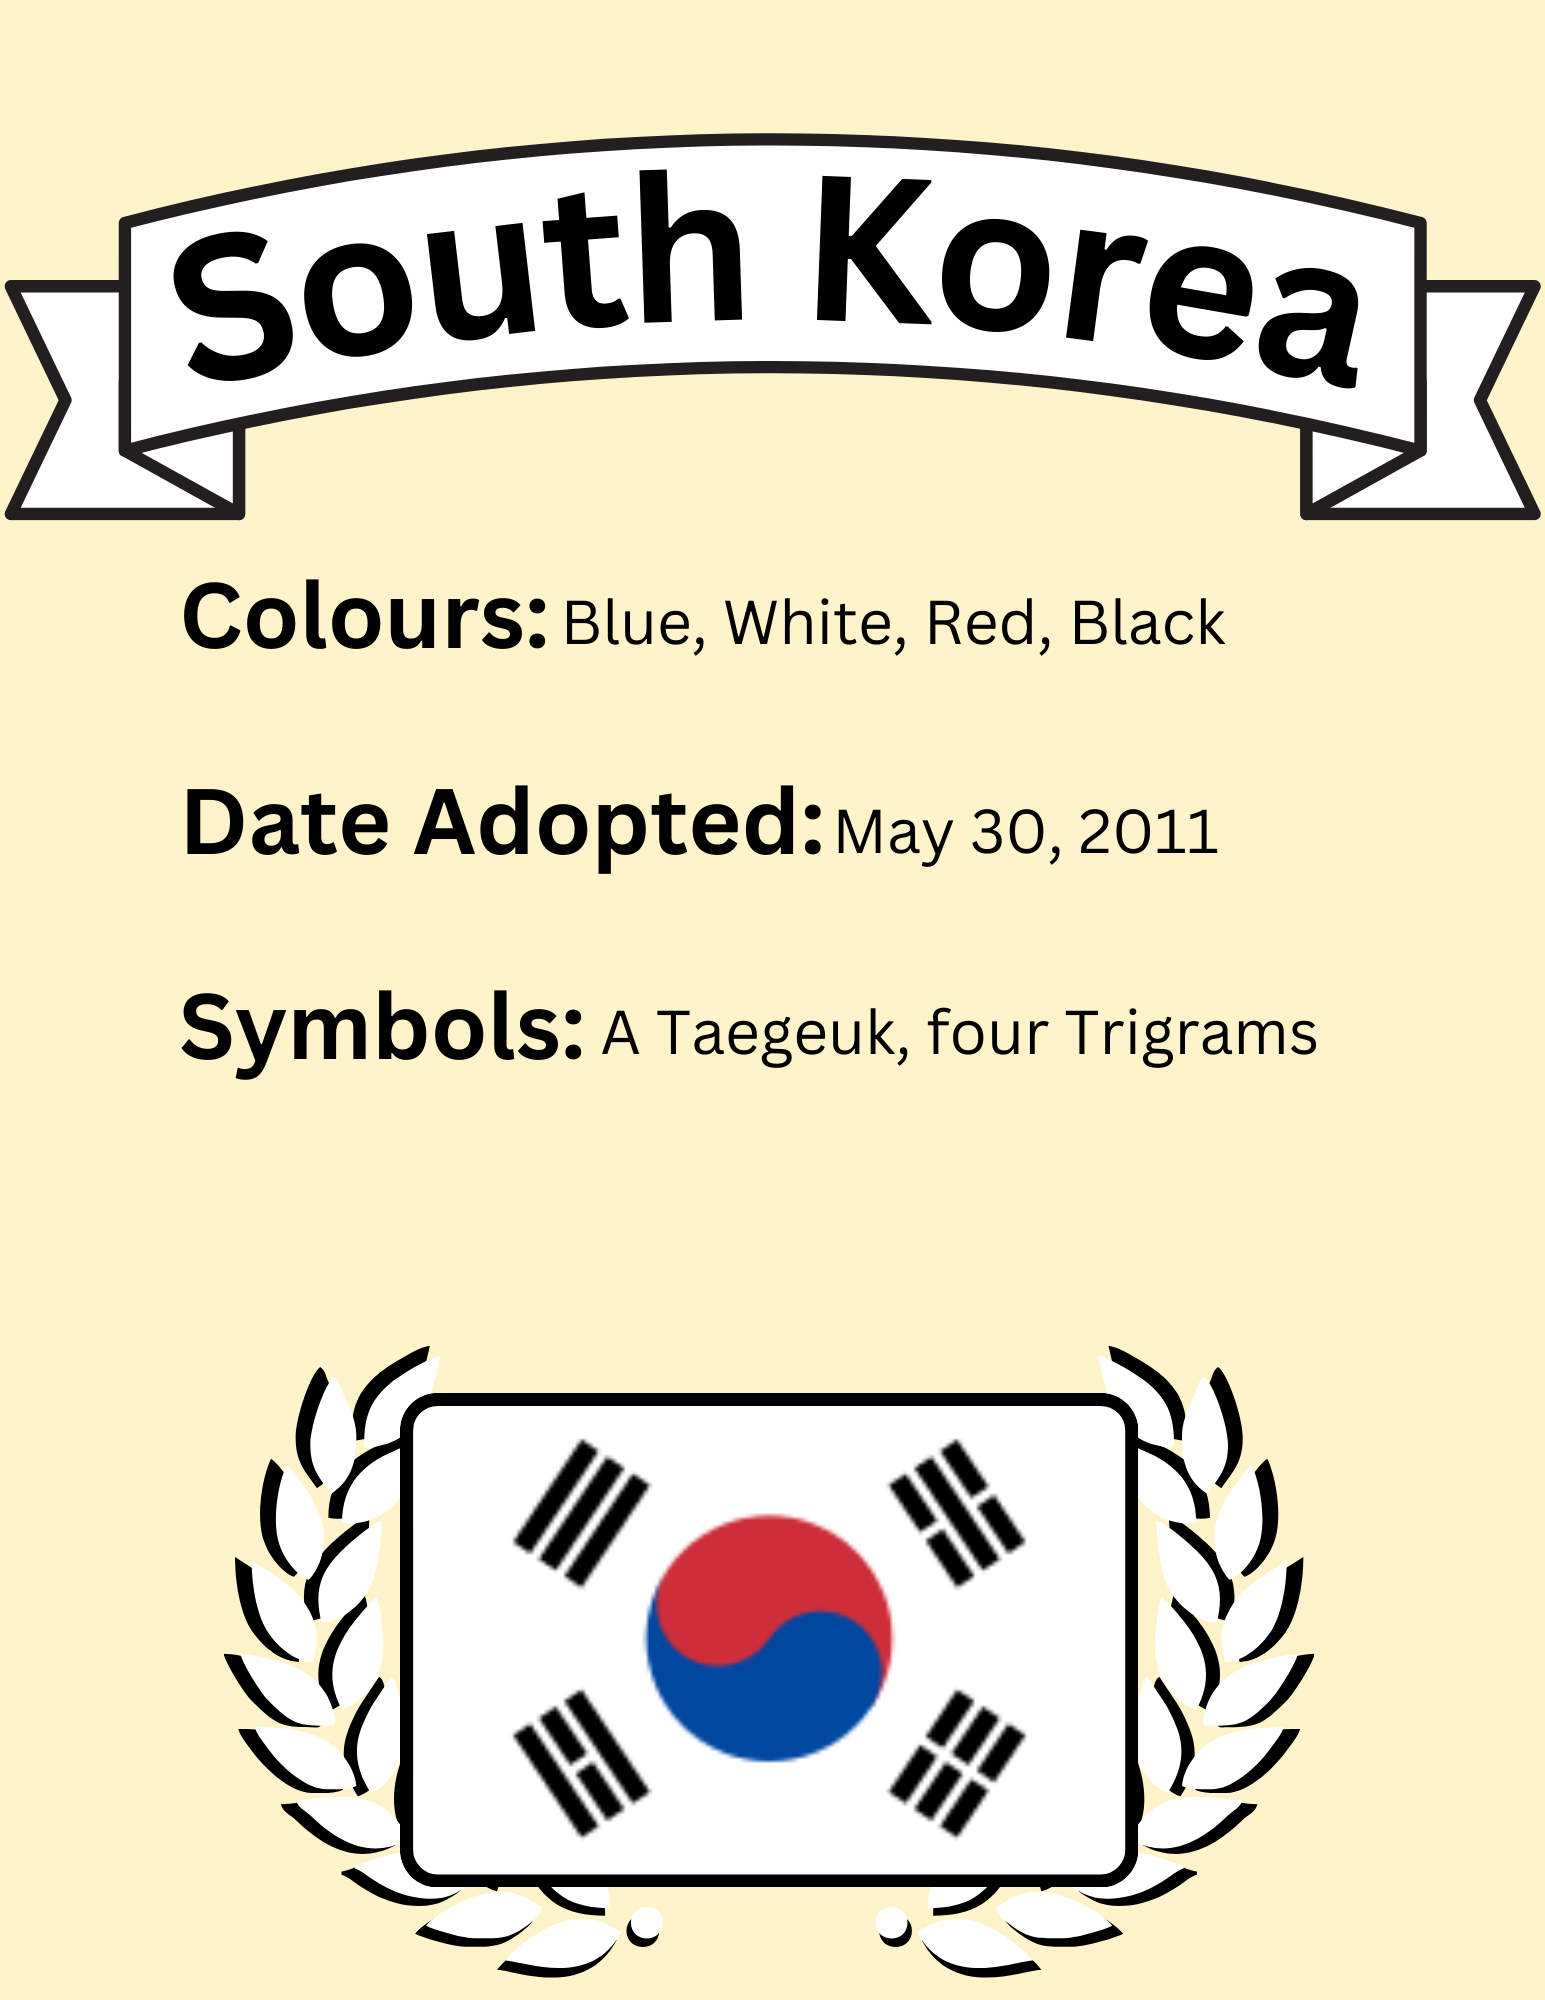 South Korea
Colours: Blue, White, Red, Black
Date Adopted: May 30, 2011
Symbols: A Taegeuk, four Trigrams